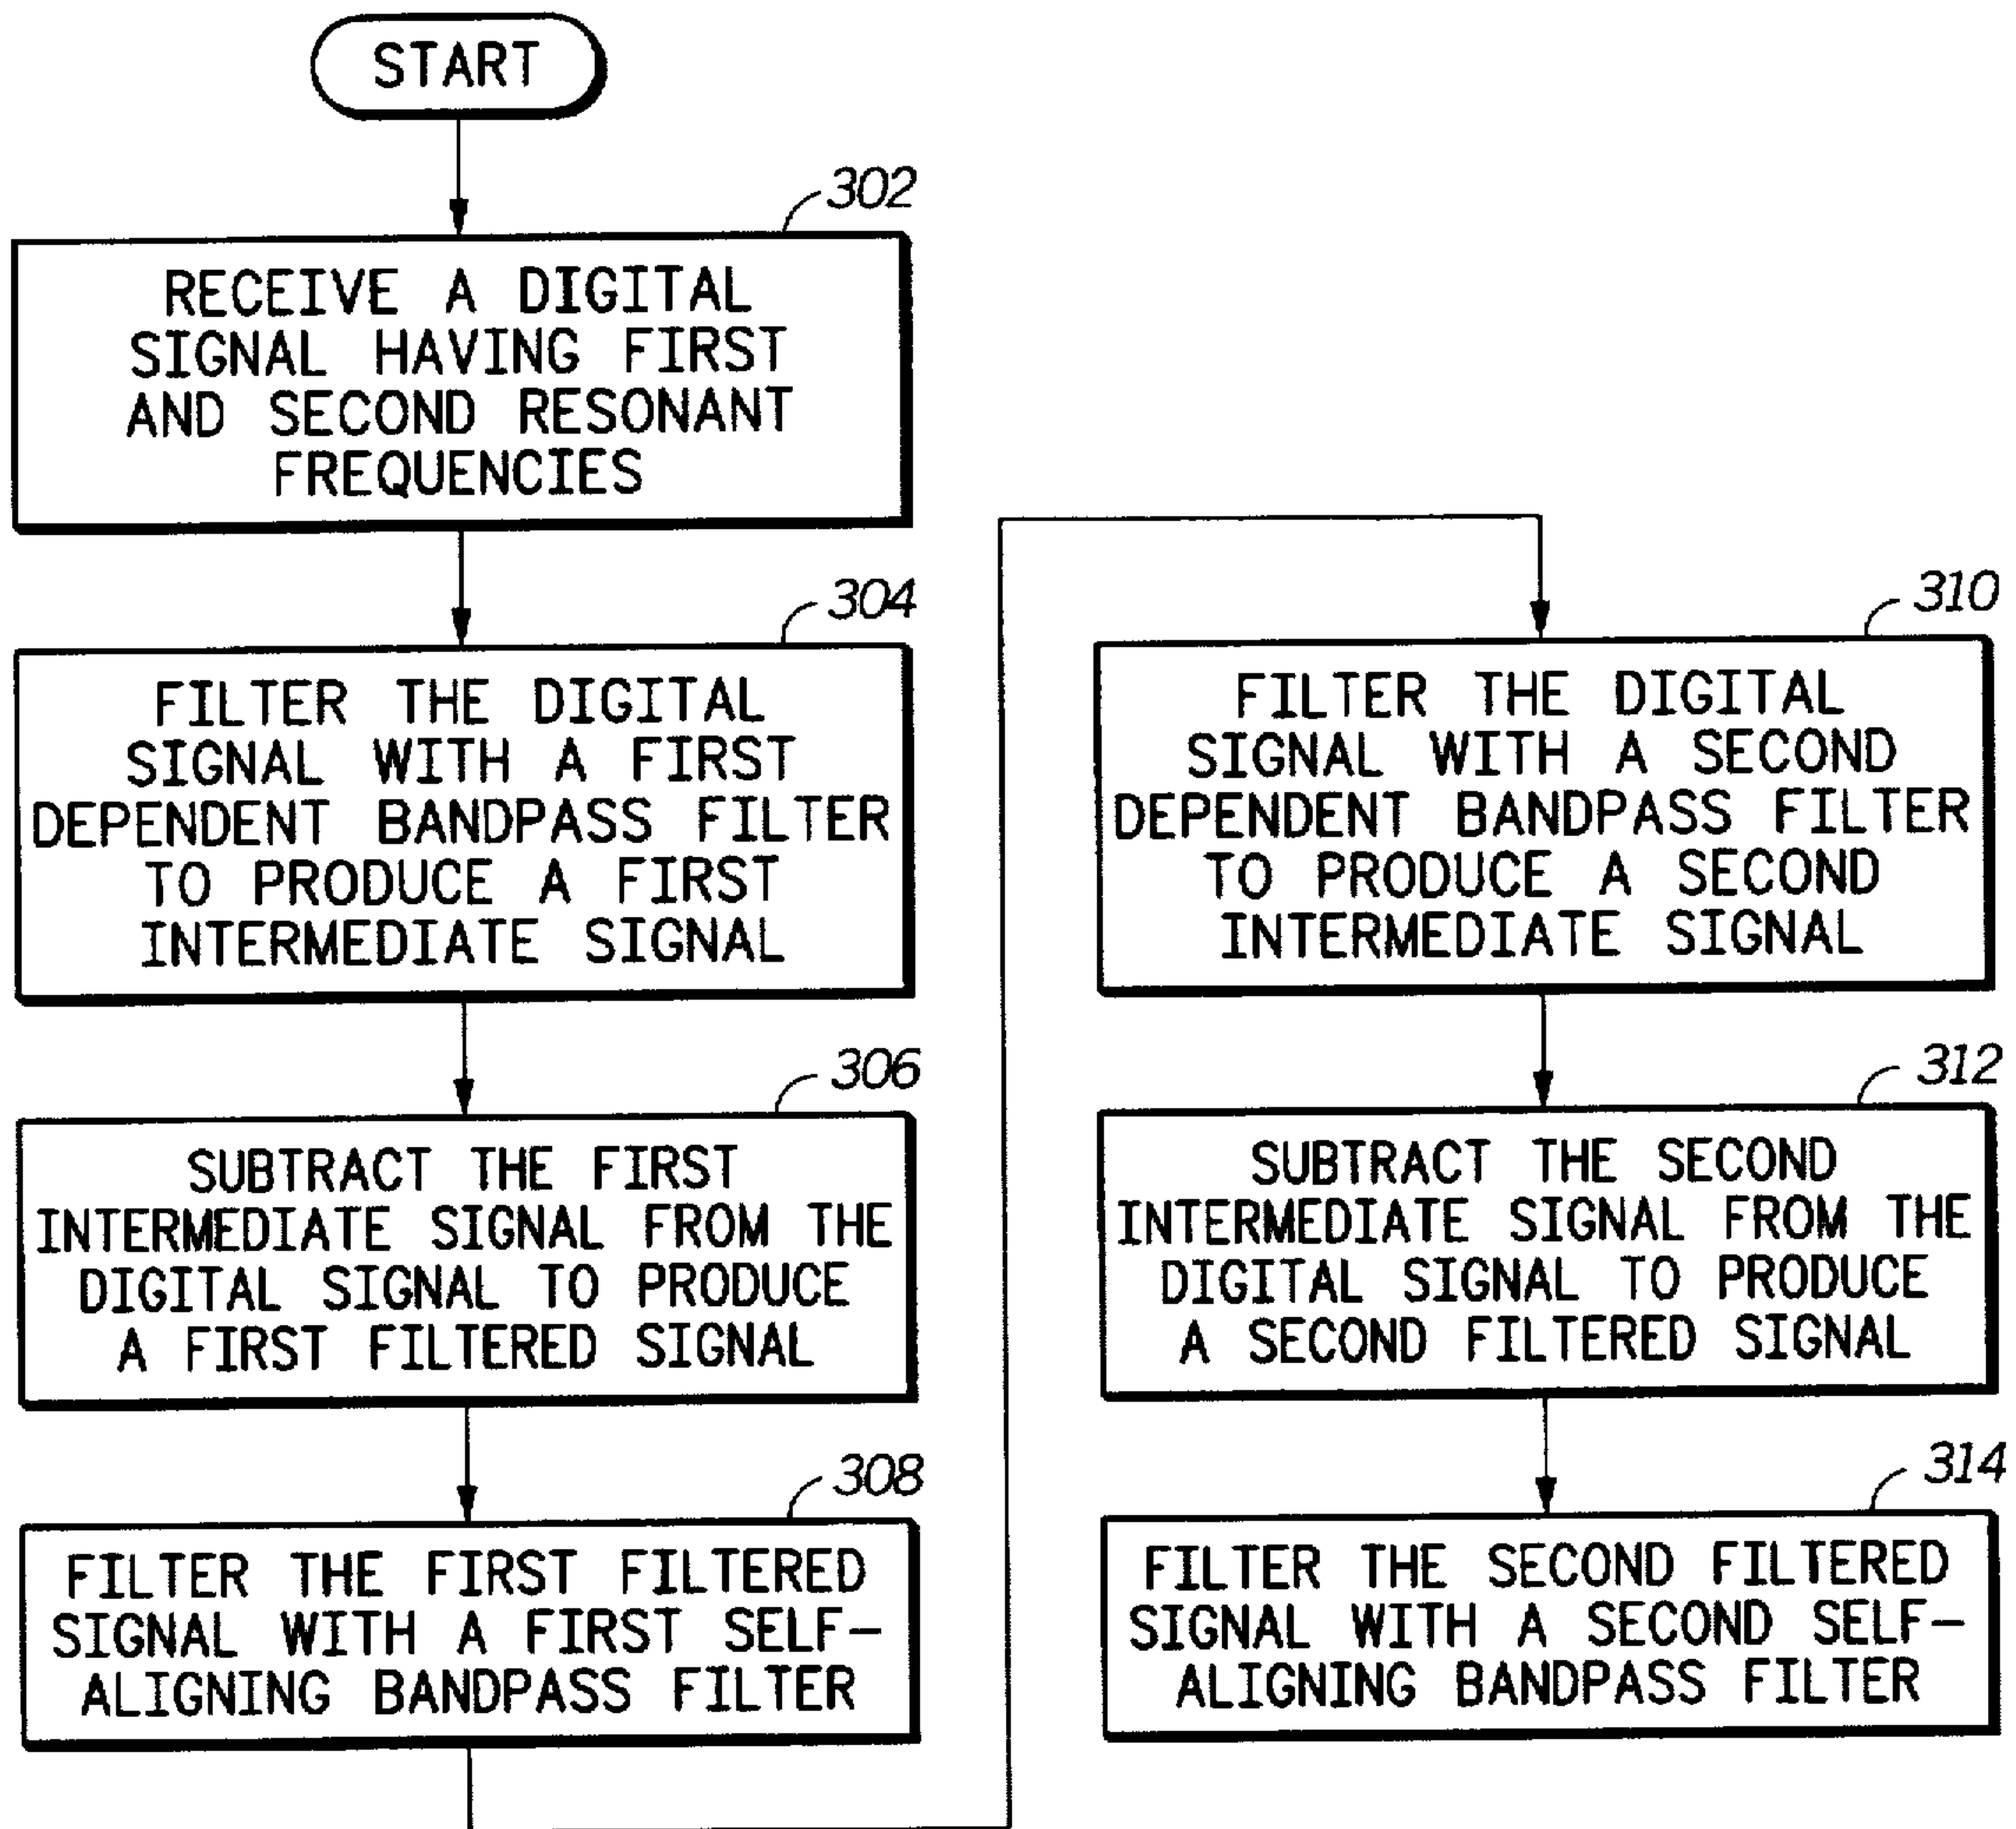 START
302
RECEIVE A DIGITAL
SIGNAL HAVING FIRST
AND SECOND RESONANT
FREQUENCIES
304
FILTER THE DIGITAL
SIGNAL WITH A FIRST
DEPENDENT BANDPASS FILTER
TO PRODUCE A FIRST
INTERMEDIATE SIGNAL
306
SUBTRACT THE FIRST
INTERMEDIATE SIGNAL FROM THE
DIGITAL SIGNAL TO PRODUCE
A FIRST FILTERED SIGNAL
308
FILTER THE FIRST FILTERED
SIGNAL WITH A FIRST SELF-
ALIGNING BANDPASS FILTER
310
FILTER THE DIGITAL
SIGNAL WITH A SECOND
DEPENDENT BANDPASS FILTER
TO PRODUCE A SECOND
INTERMEDIATE SIGNAL
312
SUBTRACT THE SECOND
INTERMEDIATE SIGNAL FROM THE
DIGITAL SIGNAL TO PRODUCE
A SECOND FILTERED SIGNAL
314
FILTER THE SECOND FILTERED
SIGNAL WITH A SECOND SELF-
ALIGNING BANDPASS FILTER